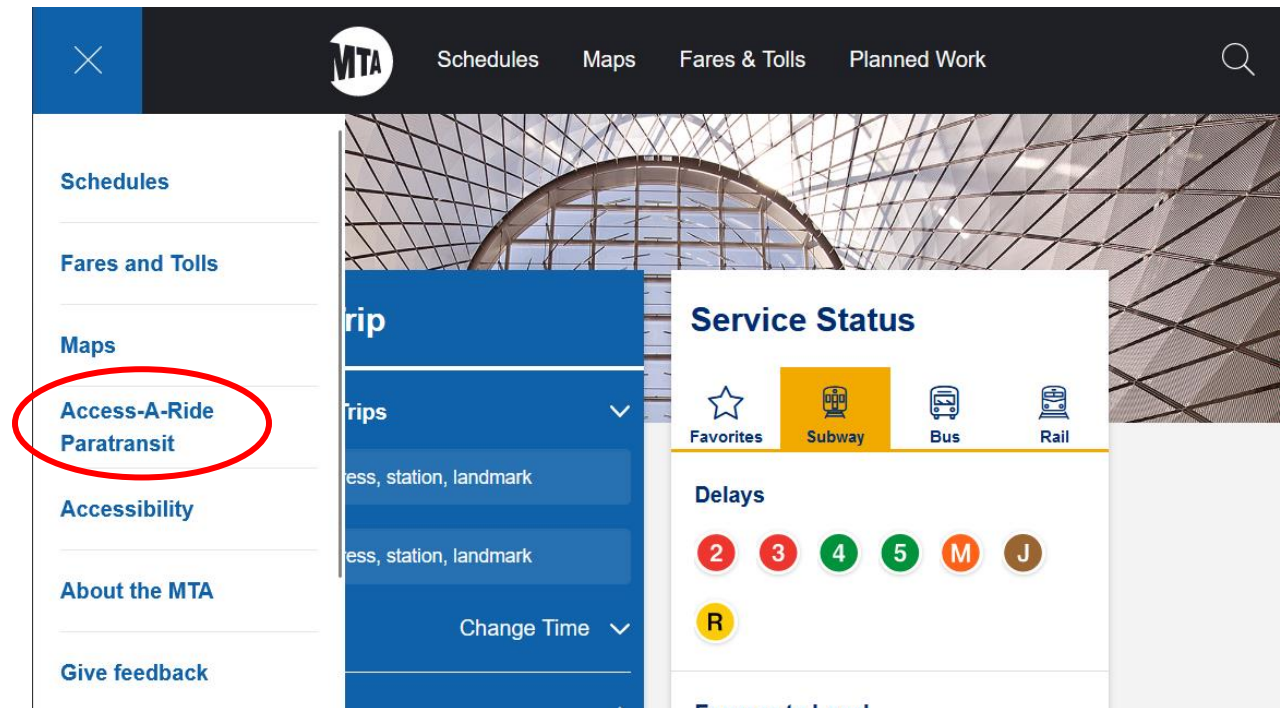 MTA
Schedules Maps Fares & Tolls Planned Work
Schedules
Fares and Tolls
Maps
Access-A-Ride
Paratransit
Accessibility
About the MTA
Give feedback
rip
Trips
ress, station, landmark
ress, station, landmark
Change Time
Service Status
Favorites Subway Bus Rail
Delays
2 3 4 5 M J
R